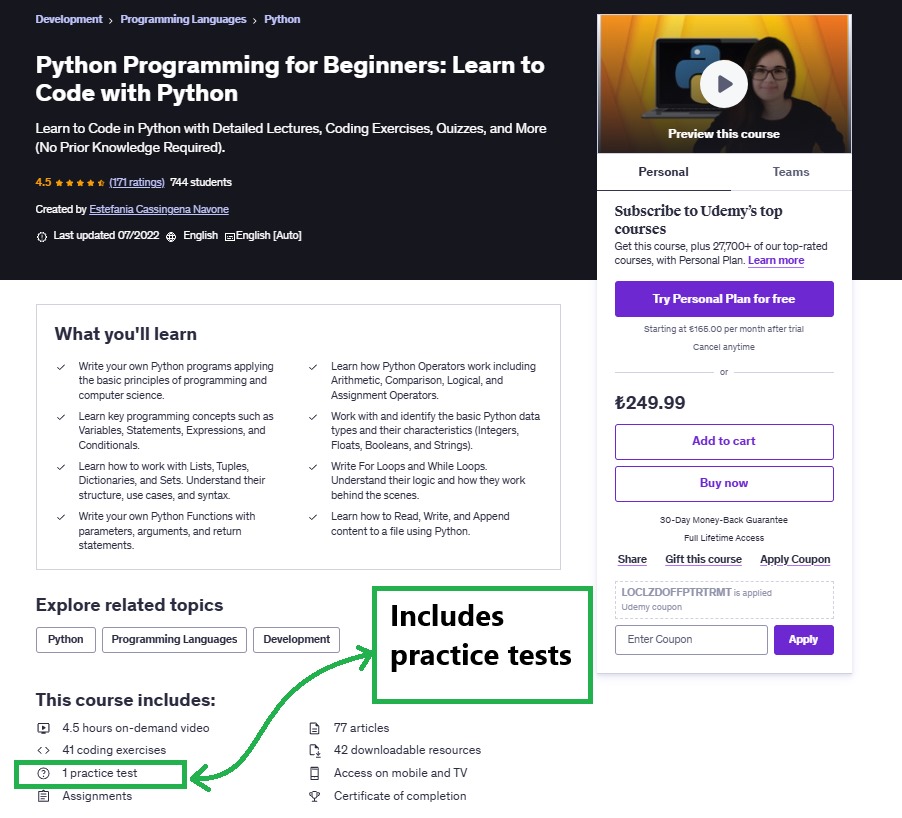 Development > Programming Languages > Python
Python Programming for Beginners: Learn to
Code with Python
Learn to Code in Python with Detailed Lectures, Coding Exercises, Quizzes, and More
(No Prior Knowledge Required).
4.5 (171 ratings) 744 students
Created by Estefania Cassingena Navone
Last updated 07/2022 English English [Auto]
Preview this course
Personal Teams
Subscribe to Udemy's top
courses
Get this course, plus 27,700+ of our top-rated
courses, with Personal Plan. Learn more
Try Personal Plan for free
Starting at ₺165.00 per month after trial
Cancel anytime
or
₺249.99
Add to cart
Buy now
30-Day Money-Back Guarantee
Full Lifetime Access
Share Gift this course Apply Coupon
LOCLZDOFFPTRTRMT is applied
Udemy coupon
Enter Coupon Apply
What you'll learn
Write your own Python programs applying
the basic principles of programming and
computer science.
Learn key programming concepts such as
Variables, Statements, Expressions, and
Conditionals.
Learn how to work with Lists, Tuples,
Dictionaries, and Sets. Understand their
structure, use cases, and syntax.
Write your own Python Functions with
parameters, arguments, and return
statements.
Learn how Python Operators work including
Arithmetic, Comparison, Logical, and
Assignment Operators.
Work with and identify the basic Python data
types and their characteristics (Integers,
Floats, Booleans, and Strings).
Write For Loops and While Loops.
Understand their logic and how they work
behind the scenes.
Learn how to Read, Write, and Append
content to a file using Python.
Explore related topics
Python Programming Languages Development
Includes
practice tests
This course includes:
4.5 hours on-demand video
41 coding exercises
1 practice test
Assignments
77 articles
42 downloadable resources
Access on mobile and TV
Certificate of completion